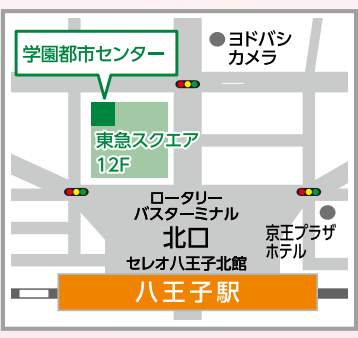 学園都市センター
ヨドバシ
カメラ
東急スクエア
12F
ロータリー
バスターミナル
北口
セレオ八王子北館
京王プラザ
ホテル
八王子駅